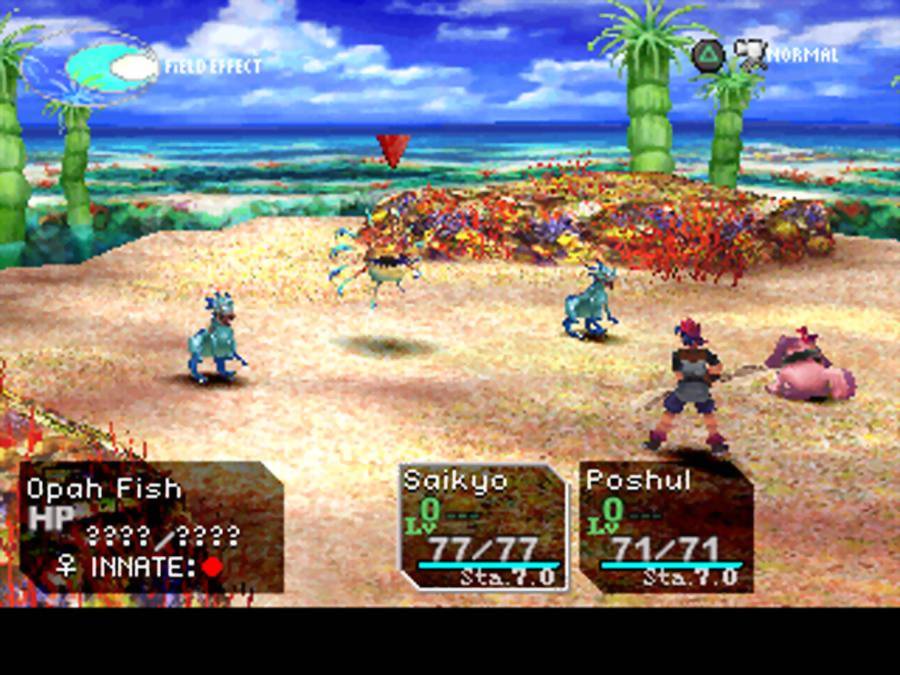 FIELD EFFECT
NORMAL
Opah Fish
HP
????/????
♀ INNATE:
Saikyo
0 ---
Lv
77/77
Sta.7.0
Poshul
0 ---
Lv
71/71
Sta.7.0